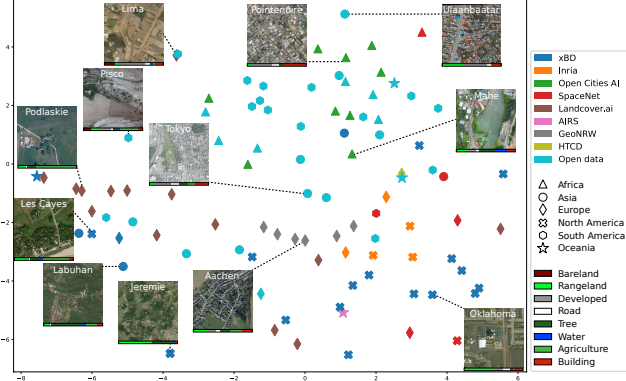 Lima
Pointenoire
Ulaanbaatar
Pisco
Mahe
Podlaskie
Tokyo
Les Cayes
Labuhan
Jeremie
Aachen
Oklahoma
4
2
0
−2
−4
−6
−8
−6
−4
−2
0
2
4
6
xBD
Inria
Open Cities AI
SpaceNet
Landcover.ai
AIRS
GeoNRW
HTCD
Open data
Africa
Asia
Europe
North America
South America
Oceania
Bareland
Rangeland
Developed
Road
Tree
Water
Agriculture
Building